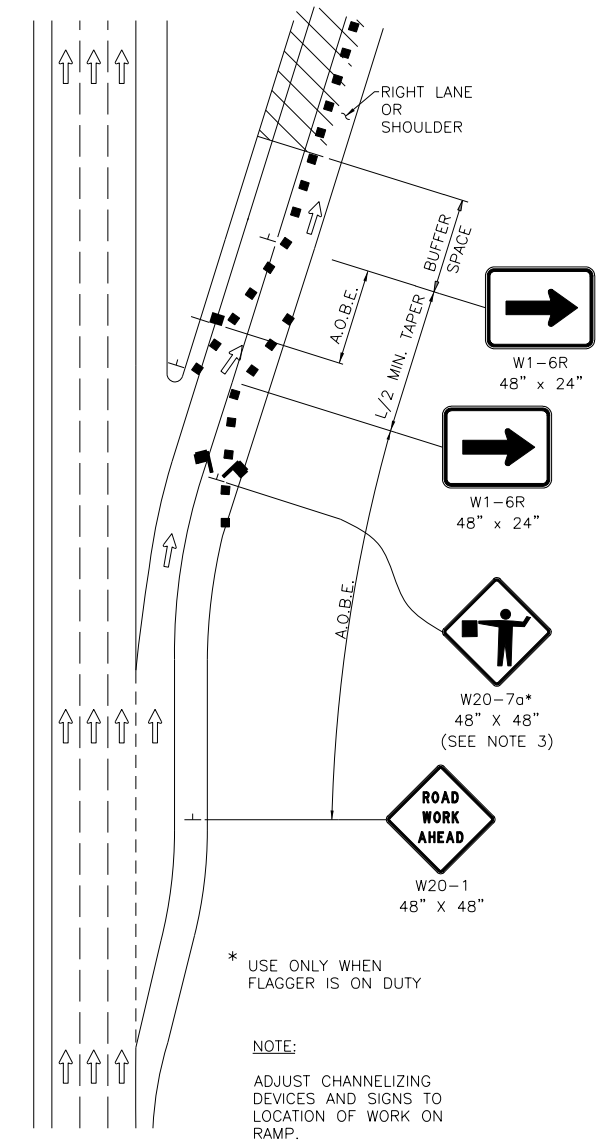 RIGHT LANE
OR
SHOULDER
BUFFER
SPACE
A.O.B.E.
L/2 MIN. TAPER
W1-6R
48" x 24"
W1-6R
48" x 24"
A.O.B.E.
W20-7a*
48" X 48"
(SEE NOTE 3)
ROAD
WORK
AHEAD
W20-1
48" X 48"
* USE ONLY WHEN
FLAGGER IS ON DUTY
NOTE:
ADJUST CHANNELIZING
DEVICES AND SIGNS TO
LOCATION OF WORK ON
RAMP.